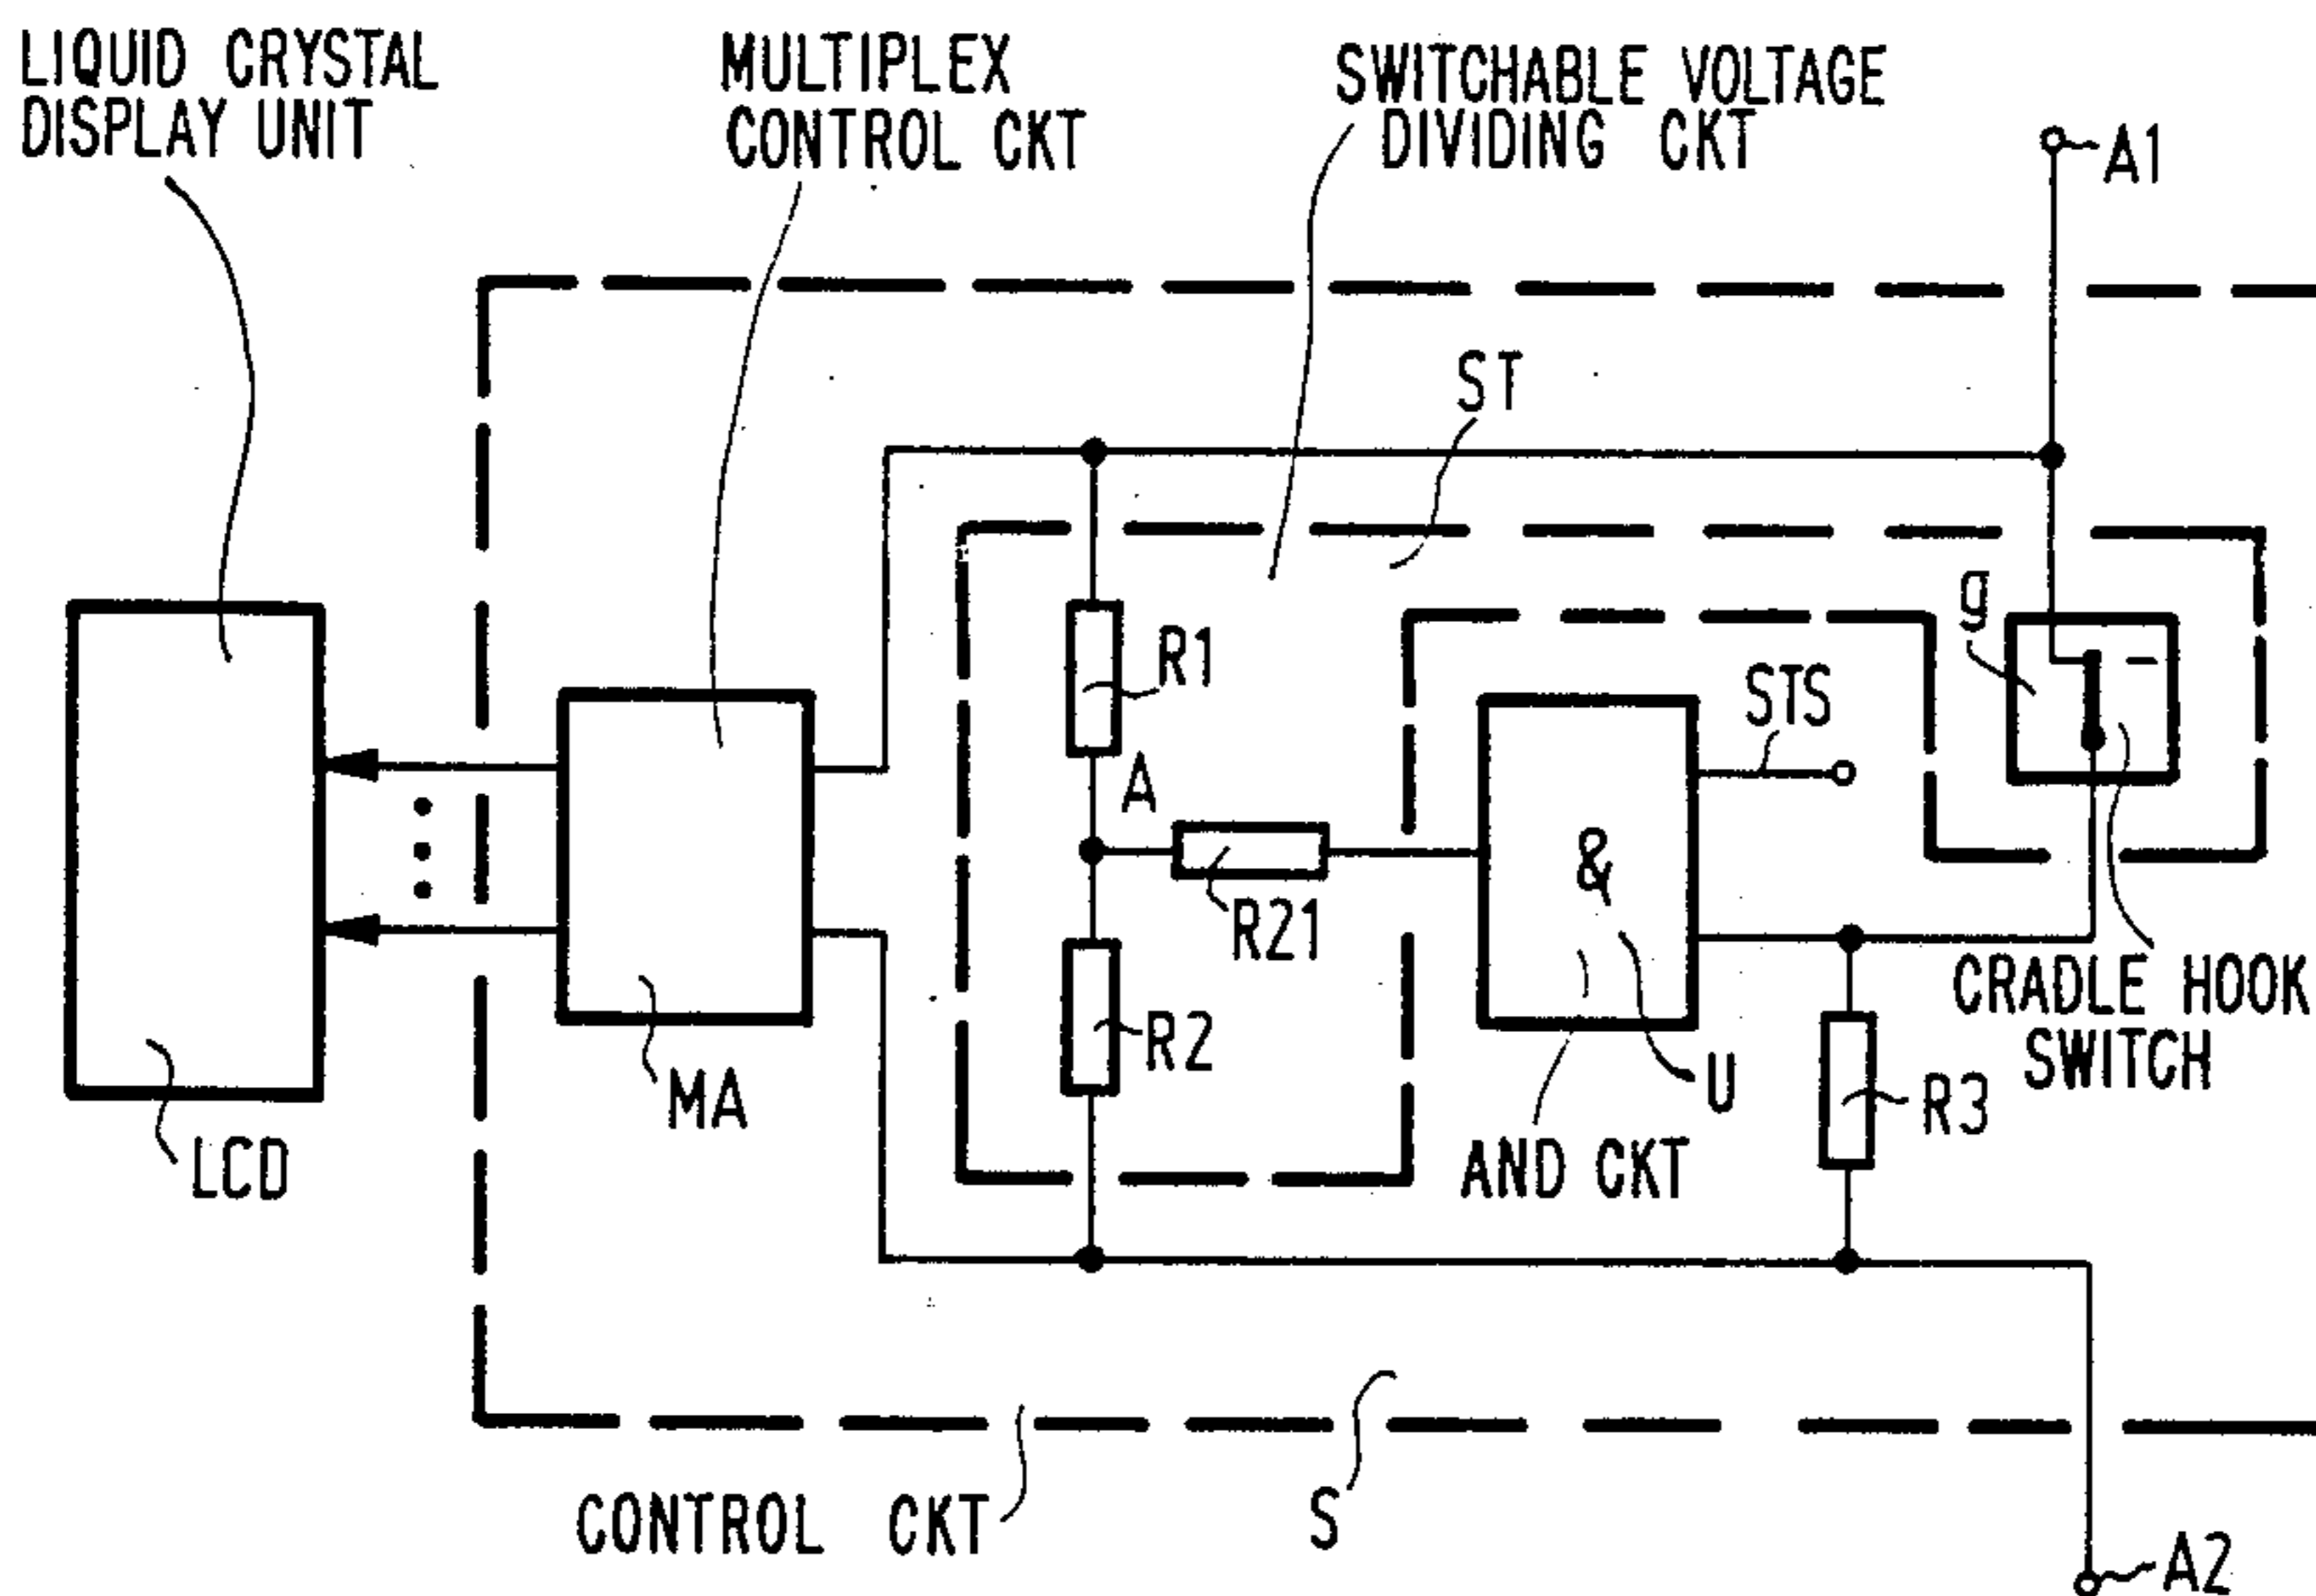 LIQUID CRYSTAL
DISPLAY UNIT
MULTIPLEX
CONTROL CKT
SWITCHABLE VOLTAGE
DIVIDING CKT
A1
ST
g
R1
STS
A
&
R21
CRADLE HOOK
SWITCH
R2
MA
U
R3
LCD
AND CKT
CONTROL CKT
S
A2